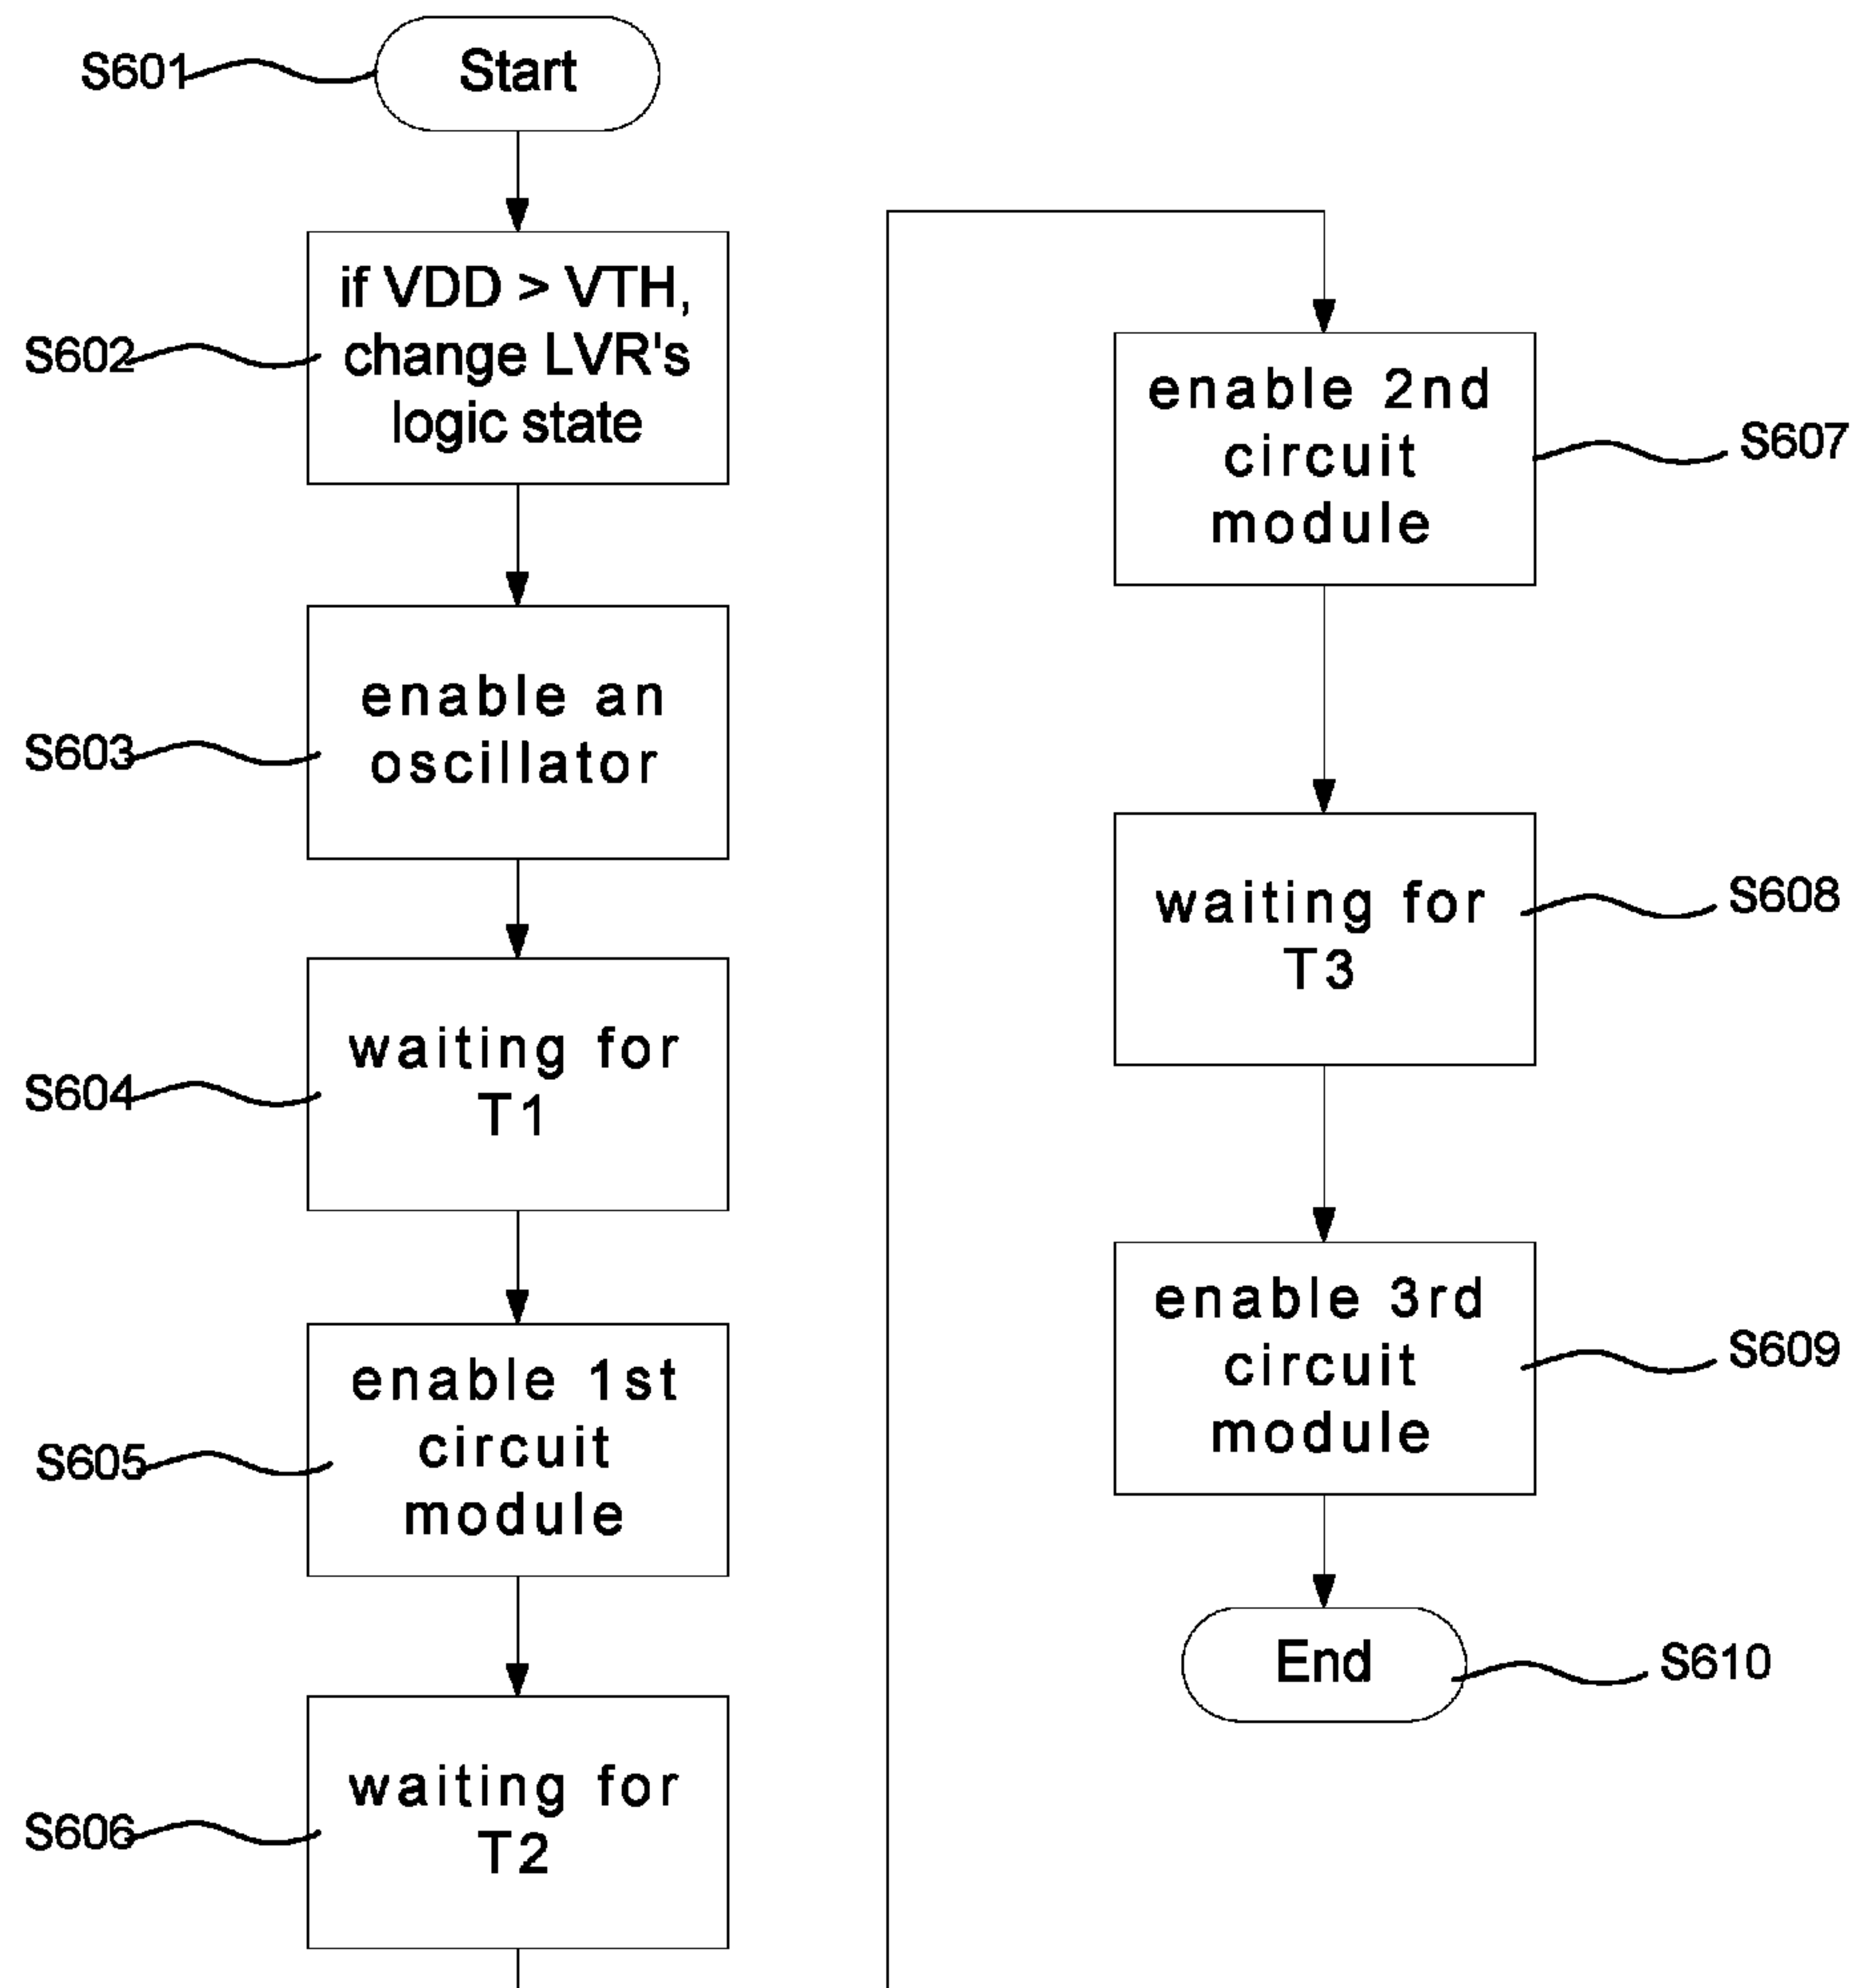 S601
Start
S602
if VDD > VTH,
change LVR's
logic state
S603
enable an
oscillator
S604
waiting for
T1
S605
enable 1st
circuit
module
S606
waiting for
T2
enable 2nd
circuit
module
S607
waiting for
T3
S608
enable 3rd
circuit
module
S609
End
S610